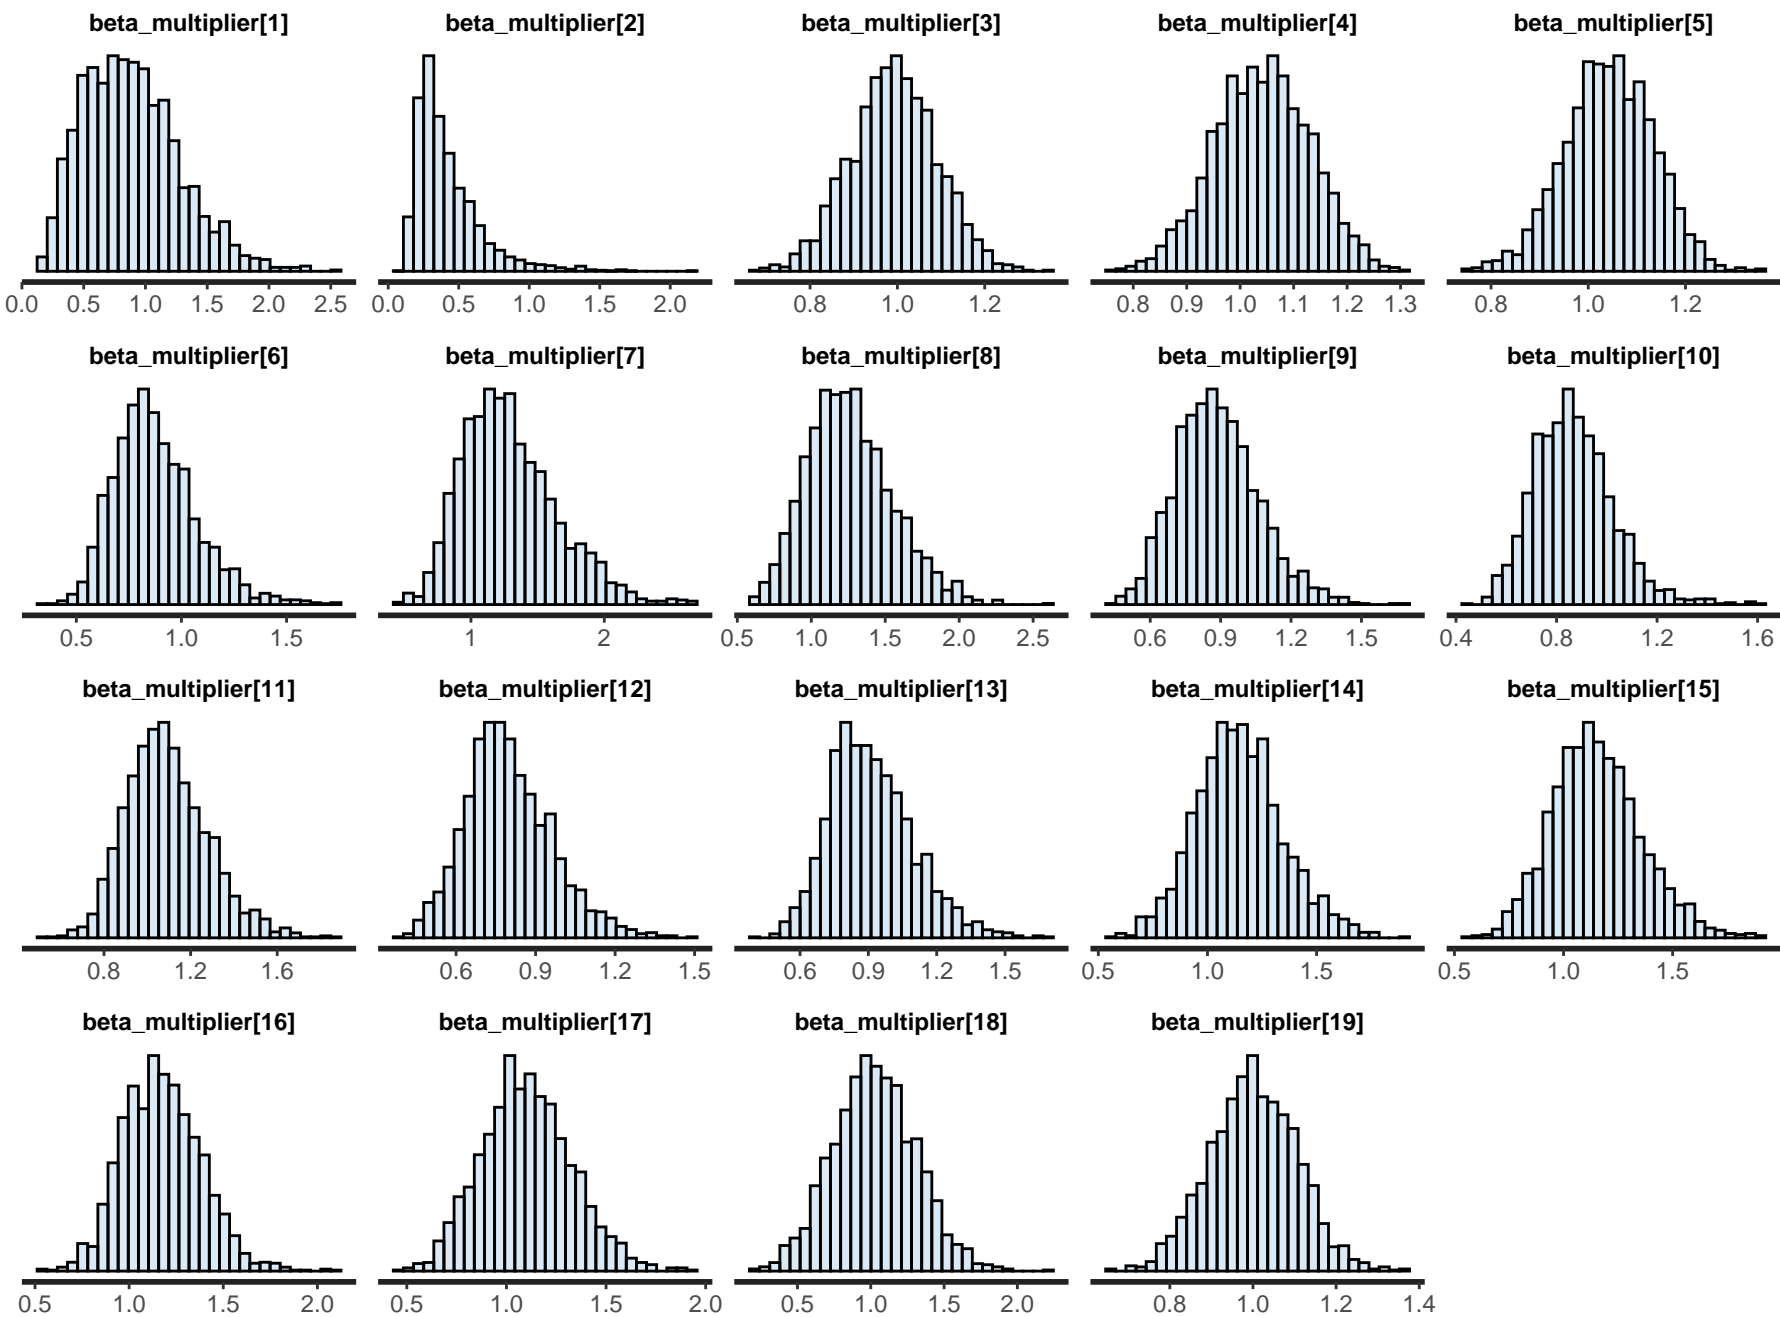 beta_multiplier[1] beta_multiplier[2] beta_multiplier[3] beta_multiplier[4] beta_multiplier[5]
0.0 0.5 1.0 1.5 2.0 2.5 0.0 0.5 1.0 1.5 2.0 0.8 1.0 1.2 0.8 0.9 1.0 1.1 1.2 1.3 0.8 1.0 1.2
beta_multiplier[6] beta_multiplier[7] beta_multiplier[8] beta_multiplier[9] beta_multiplier[10]
0.5 1.0 1.5 1 2 0.5 1.0 1.5 2.0 2.5 0.6 0.9 1.2 1.5 0.4 0.8 1.2 1.6
beta_multiplier[11] beta_multiplier[12] beta_multiplier[13] beta_multiplier[14] beta_multiplier[15]
0.8 1.2 1.6 0.6 0.9 1.2 1.5 0.6 0.9 1.2 1.5 0.5 1.0 1.5 0.5 1.0 1.5
beta_multiplier[16] beta_multiplier[17] beta_multiplier[18] beta_multiplier[19]
0.5 1.0 1.5 2.0 0.5 1.0 1.5 2.0 0.5 1.0 1.5 2.0 0.8 1.0 1.2 1.4